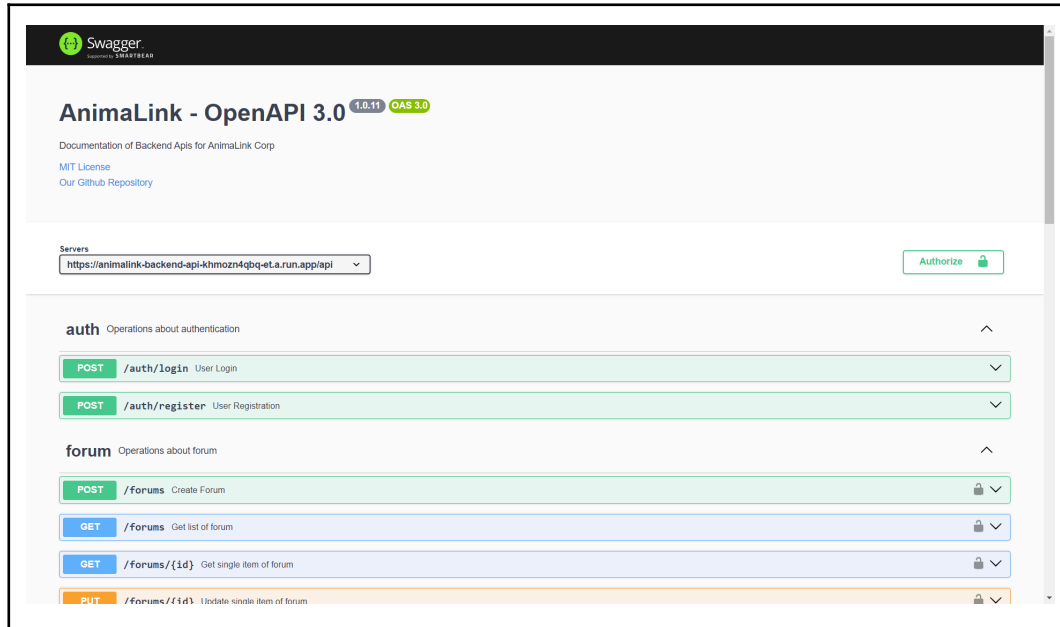 Swagger.
Supported by SMARTBEAR
AnimaLink - OpenAPI 3.0 1.0.11 OAS 3.0
Documentation of Backend Apis for AnimaLink Corp
MIT License
Our Github Repository
Servers
https://animalink-backend-api-khmozn4qbq-et.a.run.app/api
Authorize
auth Operations about authentication
POST /auth/login User Login
POST /auth/register User Registration
forum Operations about forum
POST /forums Create Forum
GET /forums Get list of forum
GET /forums/{id} Get single item of forum
PUT /forums/{id} Update single item of forum